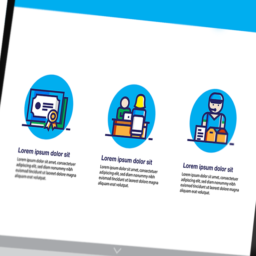 Lorem ipsum dolor sit
Lorem ipsum dolor sit amet, consectetuer
adipiscing elit, sed diam nonummy nibh
euismod tincidunt ut laoreet dolore magna
aliquam erat volutpat.
Lorem ipsum dolor sit
Lorem ipsum dolor sit amet, consectetuer
adipiscing elit, sed diam nonummy nibh
euismod tincidunt ut laoreet dolore magna
aliquam erat volutpat.
Lorem ipsum dolor sit
Lorem ipsum dolor sit amet, consectetuer
adipiscing elit, sed diam nonummy nibh
euismod tincidunt ut laoreet dolore magna
aliquam erat volutpat.